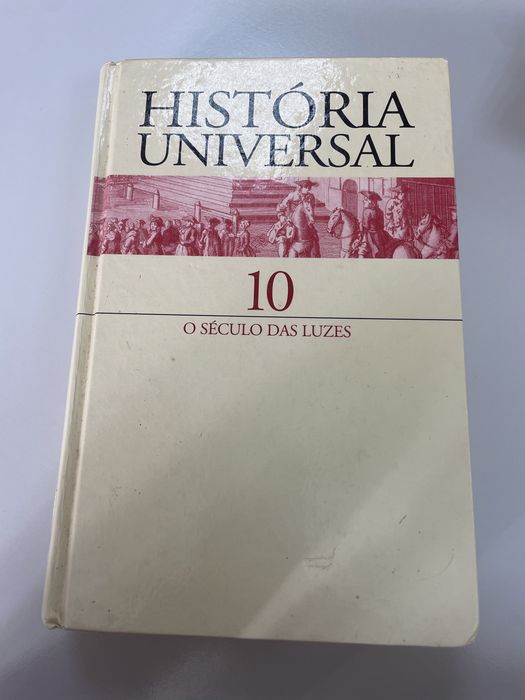 HISTÓRIA
UNIVERSAL
10
O SÉCULO DAS LUZES